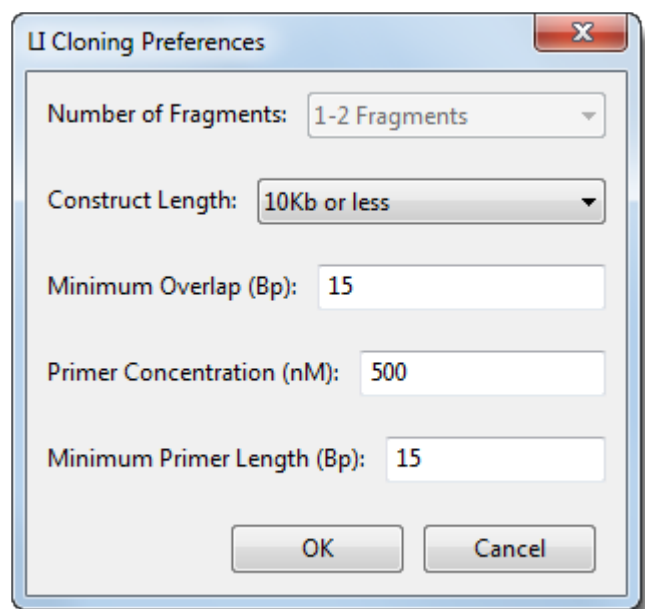 LI Cloning Preferences
Number of Fragments: 1-2 Fragments
Construct Length: 10Kb or less
Minimum Overlap (Bp): 15
Primer Concentration (nM): 500
Minimum Primer Length (Bp): 15
OK Cancel